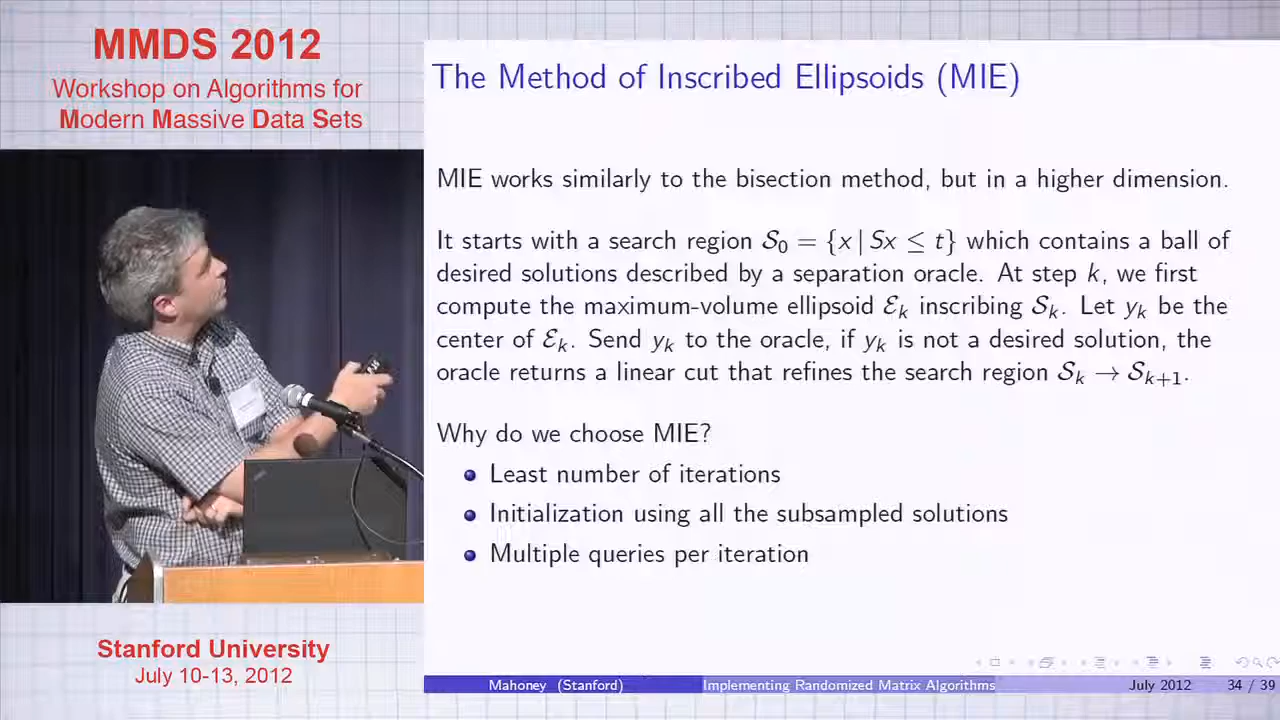 MMDS 2012
Workshop on Algorithms for
Modern Massive Data Sets
The Method of Inscribed Ellipsoids (MIE)
MIE works similarly to the bisection method, but in a higher dimension.
It starts with a search region 𝒮₀ = {x | Sx ≤ t} which contains a ball of
desired solutions described by a separation oracle. At step k, we first
compute the maximum-volume ellipsoid ℰₖ inscribing 𝒮ₖ. Let yₖ be the
center of ℰₖ. Send yₖ to the oracle, if yₖ is not a desired solution, the
oracle returns a linear cut that refines the search region 𝒮ₖ → 𝒮ₖ₊₁.
Why do we choose MIE?
Least number of iterations
Initialization using all the subsampled solutions
Multiple queries per iteration
Stanford University
July 10-13, 2012
Mahoney (Stanford) Implementing Randomized Matrix Algorithms July 2012 34 / 39